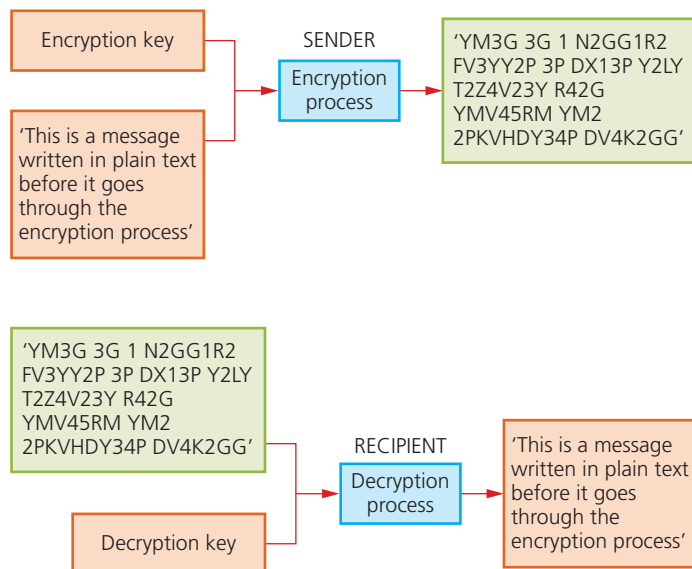 Encryption key
'This is a message
written in plain text
before it goes
through the
encryption process'
SENDER
Encryption
process
'YM3G 3G 1 N2GG1R2
FV3YY2P 3P DX13P Y2LY
T2Z4V23Y R42G
YMV45RM YM2
2PKVHDY34P DV4K2GG'
'YM3G 3G 1 N2GG1R2
FV3YY2P 3P DX13P Y2LY
T2Z4V23Y R42G
YMV45RM YM2
2PKVHDY34P DV4K2GG'
Decryption key
RECIPIENT
Decryption
process
'This is a message
written in plain text
before it goes
through the
encryption process'